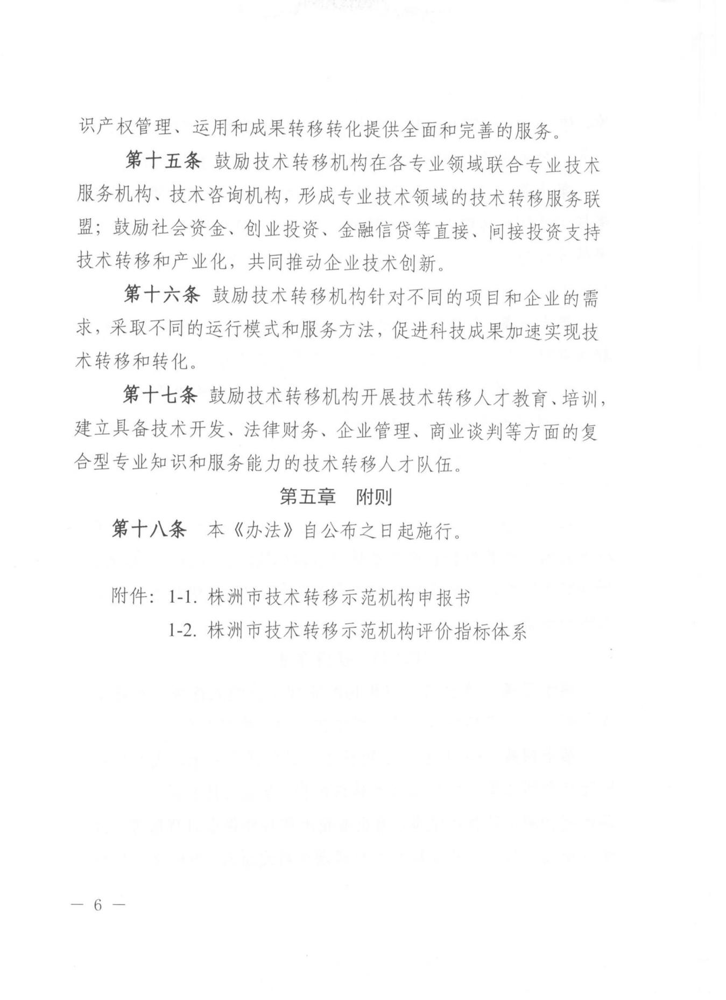 识产权管理、运用和成果转移转化提供全面和完善的服务。
第十五条 鼓励技术转移机构在各专业领域联合专业技术
服务机构、技术咨询机构，形成专业技术领域的技术转移服务联
盟；鼓励社会资金、创业投资、金融信贷等直接、间接投资支持
技术转移和产业化，共同推动企业技术创新。
第十六条 鼓励技术转移机构针对不同的项目和企业的需
求，采取不同的运行模式和服务方法，促进科技成果加速实现技
术转移和转化。
第十七条 鼓励技术转移机构开展技术转移人才教育、培训，
建立具备技术开发、法律财务、企业管理、商业谈判等方面的复
合型专业知识和服务能力的技术转移人才队伍。
第五章 附则
第十八条 本《办法》自公布之日起施行。
附件：1-1. 株洲市技术转移示范机构申报书
1-2. 株洲市技术转移示范机构评价指标体系
— 6 —